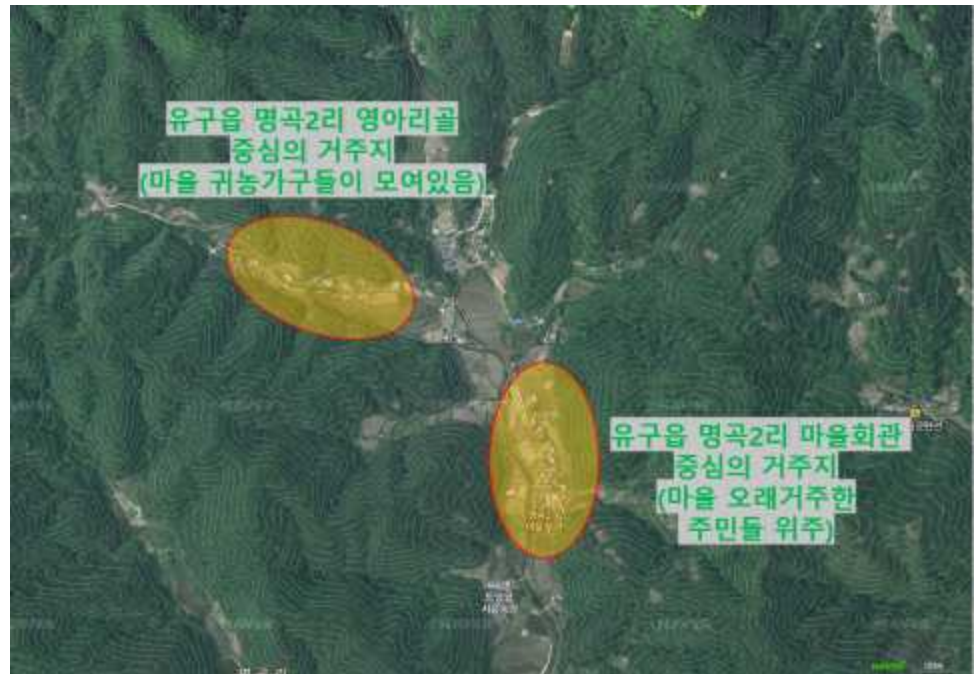 유구읍 명곡2리 영아리골
중심의 거주지
(마을 귀농가구들이 모여있음)
유구읍 명곡2리 마을회관
중심의 거주지
(마을 오래거주한
주민들 위주)